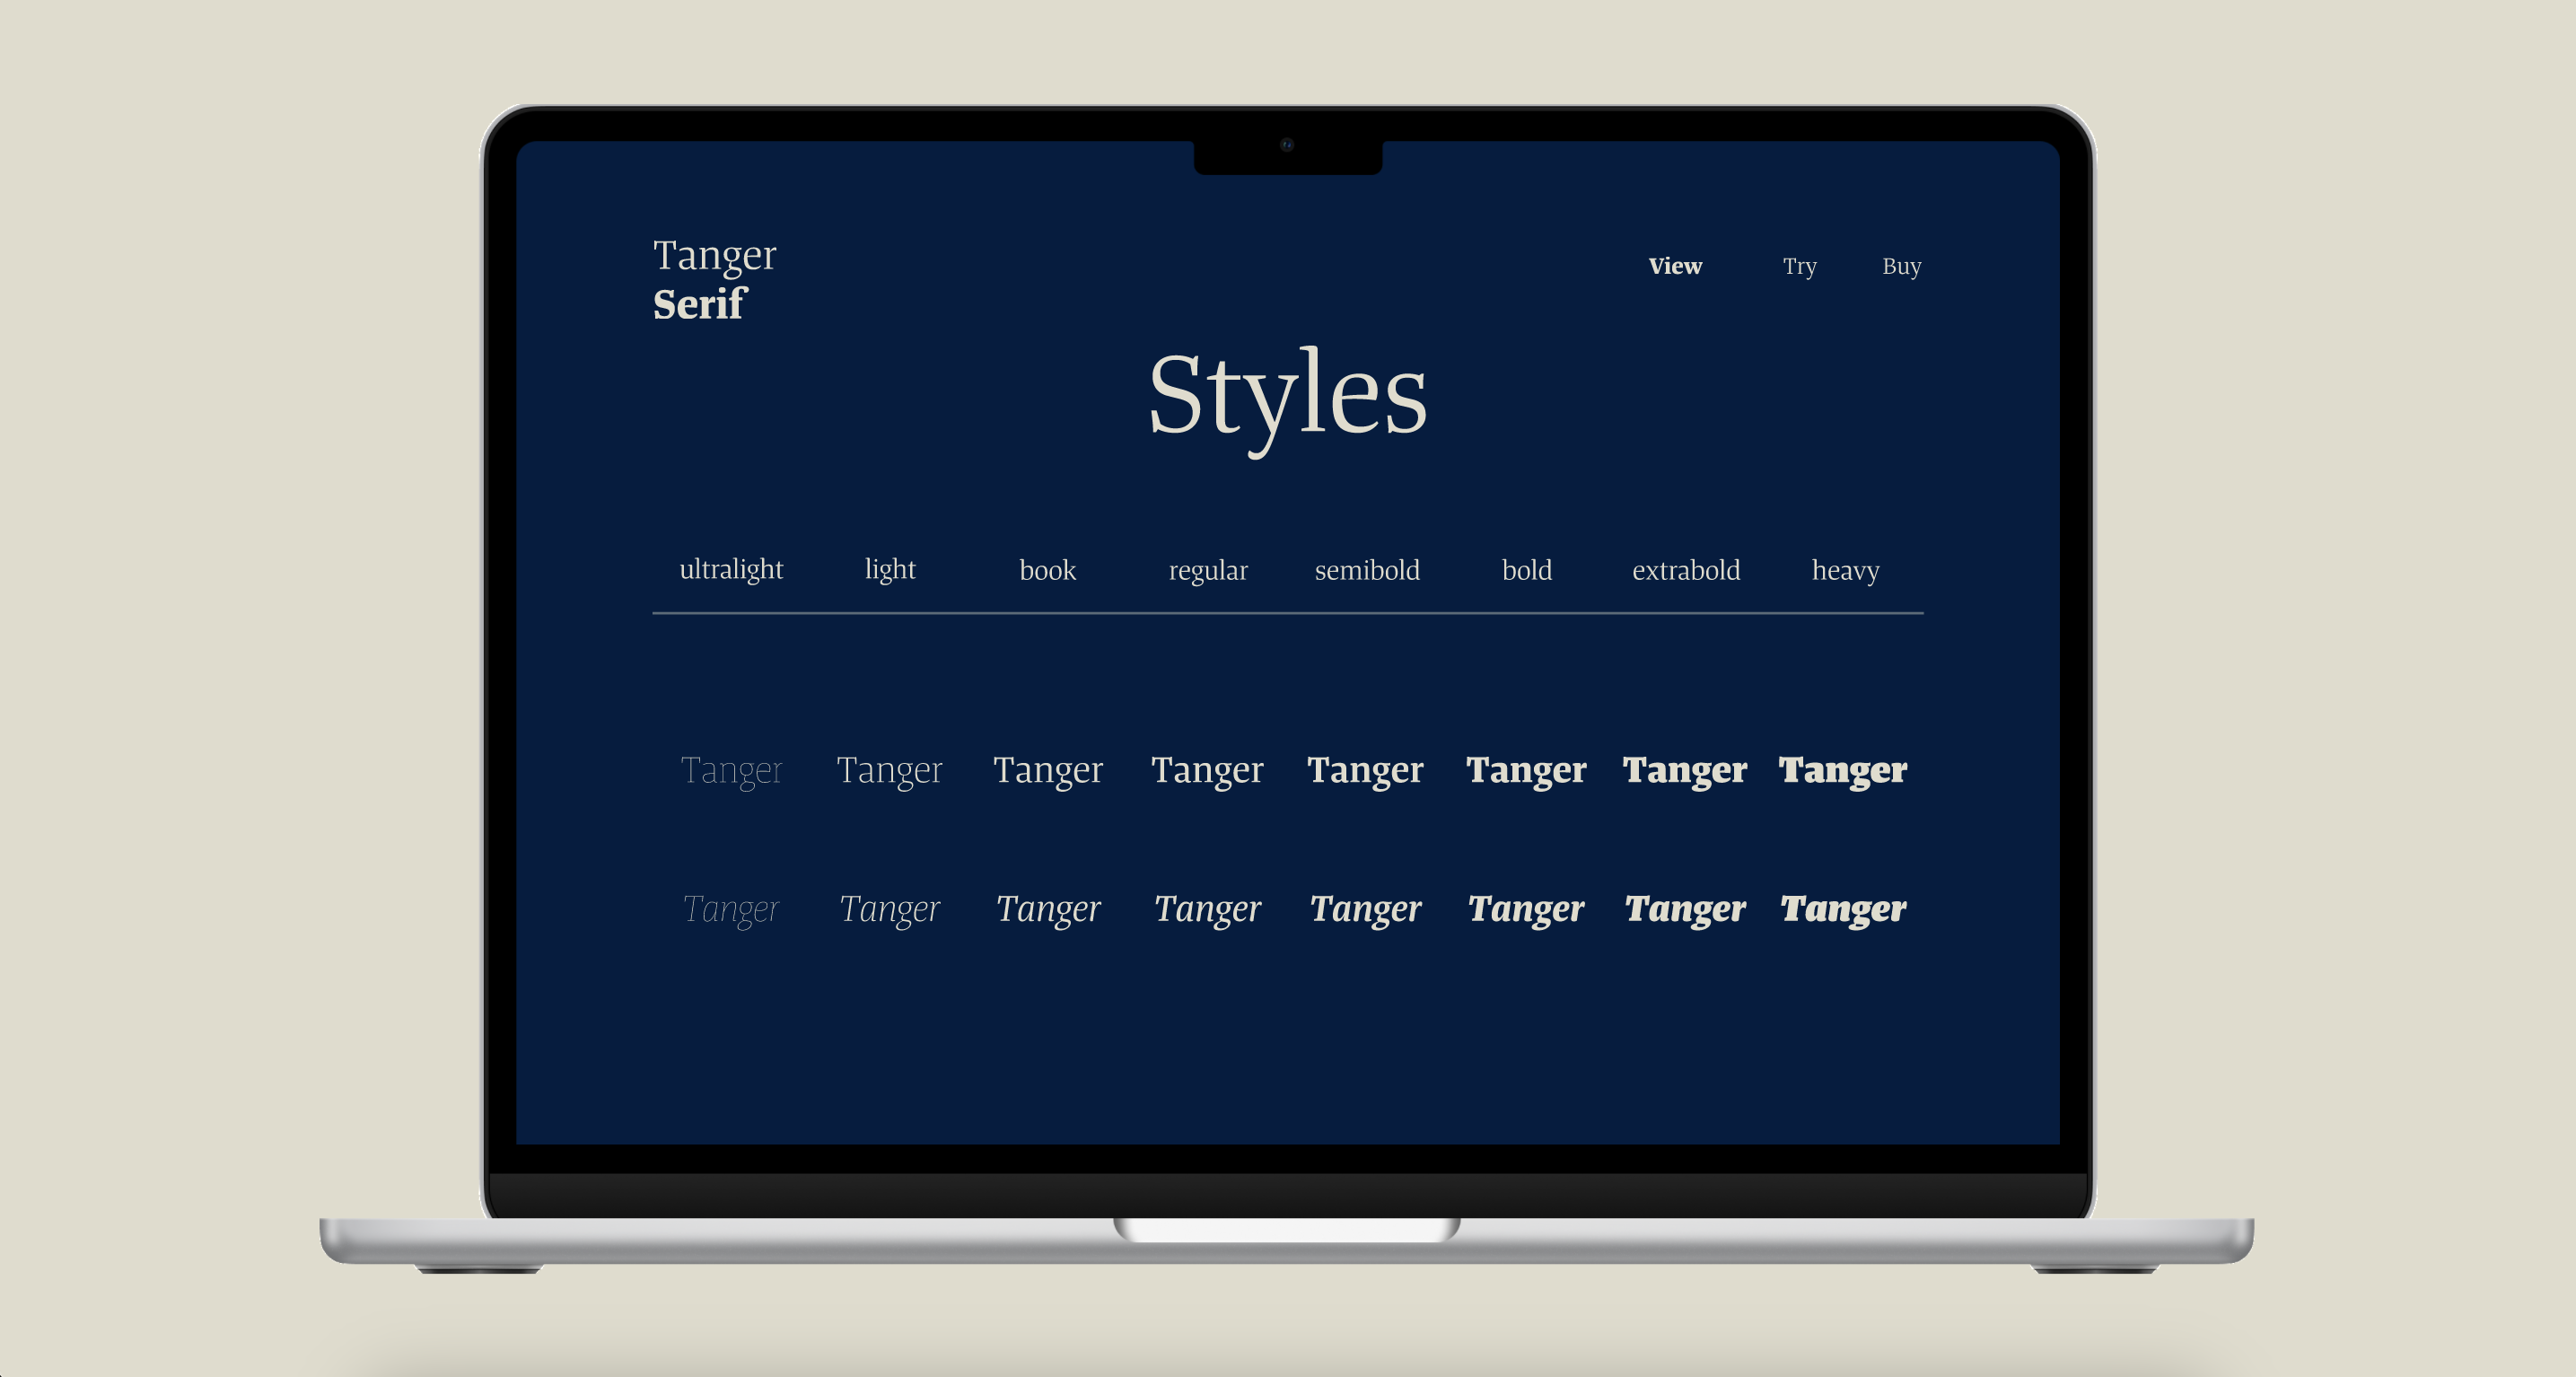 Tanger
Serif
View Try Buy
Styles
ultralight light book regular semibold bold extrabold heavy
Tanger Tanger Tanger Tanger Tanger Tanger Tanger Tanger
Tanger Tanger Tanger Tanger Tanger Tanger Tanger Tanger